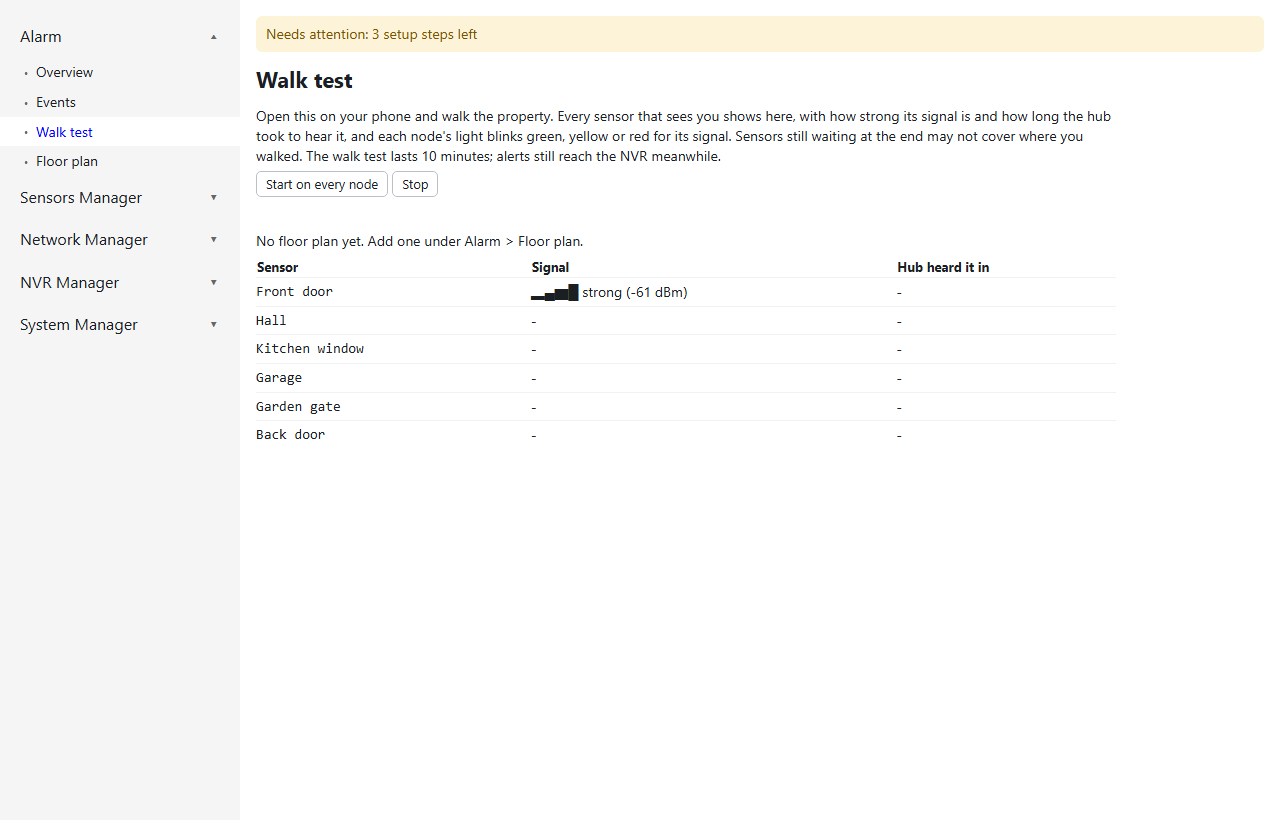 Alarm ▲
• Overview
• Events
• Walk test
• Floor plan
Sensors Manager ▼
Network Manager ▼
NVR Manager ▼
System Manager ▼
Needs attention: 3 setup steps left
Walk test
Open this on your phone and walk the property. Every sensor that sees you shows here, with how strong its signal is and how long the hub
took to hear it, and each node's light blinks green, yellow or red for its signal. Sensors still waiting at the end may not cover where you
walked. The walk test lasts 10 minutes; alerts still reach the NVR meanwhile.
Start on every node Stop
No floor plan yet. Add one under Alarm > Floor plan.
Sensor Signal Hub heard it in
Front door ▂▄▆█ strong (-61 dBm) -
Hall - -
Kitchen window - -
Garage - -
Garden gate - -
Back door - -